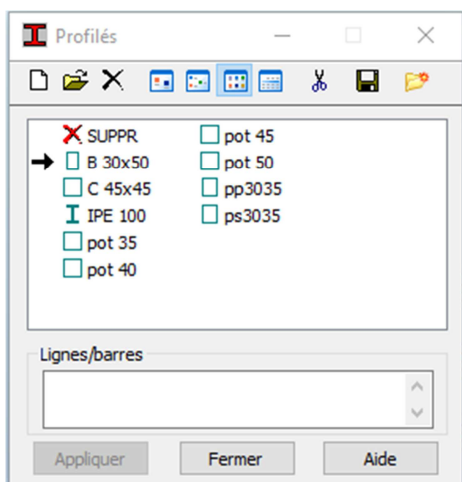 Profilés
SUPPR
B 30x50
C 45x45
IPE 100
pot 35
pot 40
pot 45
pot 50
pp3035
ps3035
Lignes/barres
Appliquer Fermer Aide